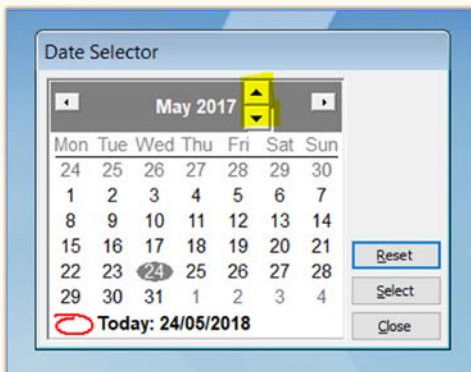 Date Selector
May 2017
Mon Tue Wed Thu Fri Sat Sun
24 25 26 27 28 29 30
1 2 3 4 5 6 7
8 9 10 11 12 13 14
15 16 17 18 19 20 21
22 23 24 25 26 27 28
29 30 31 1 2 3 4
Today: 24/05/2018
Reset
Select
Close